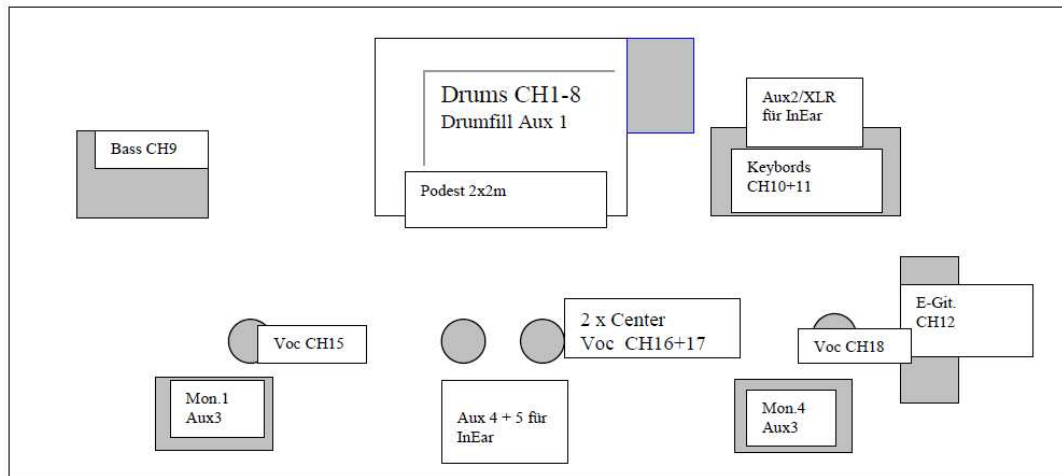 Drums CH1-8
Drumfill Aux 1
Podest 2x2m
Aux2/XLR
für InEar
Keybords
CH10+11
Bass CH9
E-Git.
CH12
Voc CH15
2 x Center
Voc CH16+17
Voc CH18
Mon.1
Aux3
Aux 4 + 5 für
InEar
Mon.4
Aux3